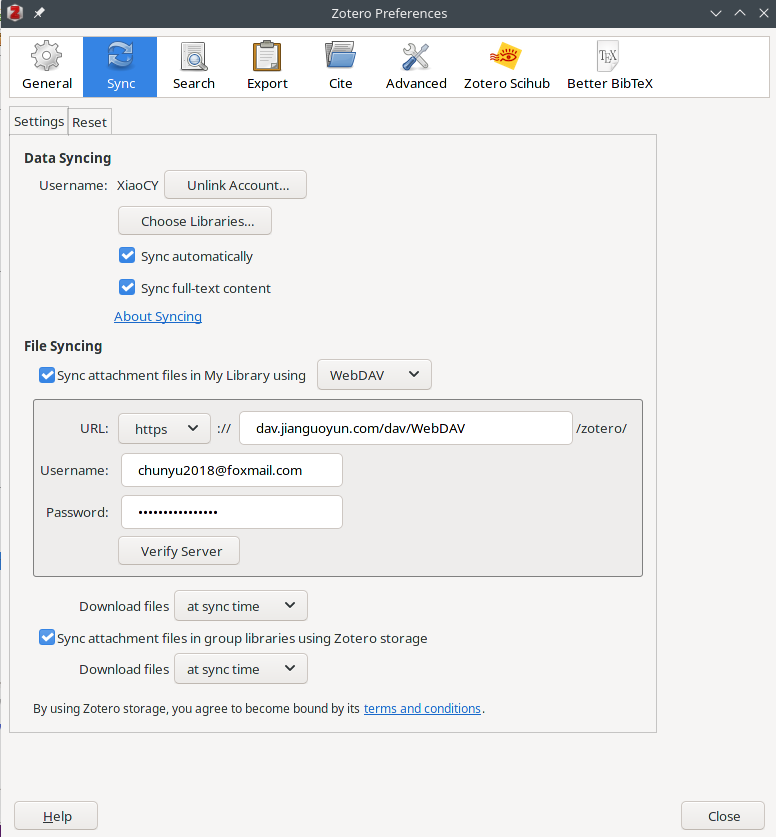 Zotero Preferences
General Sync Search Export Cite Advanced Zotero Scihub Better BibTeX
Settings Reset
Data Syncing
Username: XiaoCY Unlink Account...
Choose Libraries...
Sync automatically
Sync full-text content
About Syncing
File Syncing
Sync attachment files in My Library using WebDAV
URL: https :// dav.jianguoyun.com/dav/WebDAV /zotero/
Username: chunyu2018@foxmail.com
Password: ••••••••••••••••
Verify Server
Download files at sync time
Sync attachment files in group libraries using Zotero storage
Download files at sync time
By using Zotero storage, you agree to become bound by its terms and conditions.
Help Close